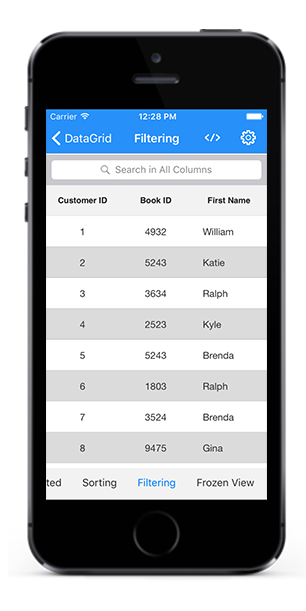 Carrier 12:28 PM
DataGrid Filtering </>
Search in All Columns
Customer ID Book ID First Name
1 4932 William
2 5243 Katie
3 3634 Ralph
4 2523 Kyle
5 5243 Brenda
6 1803 Ralph
7 3524 Brenda
8 9475 Gina
ted Sorting Filtering Frozen View